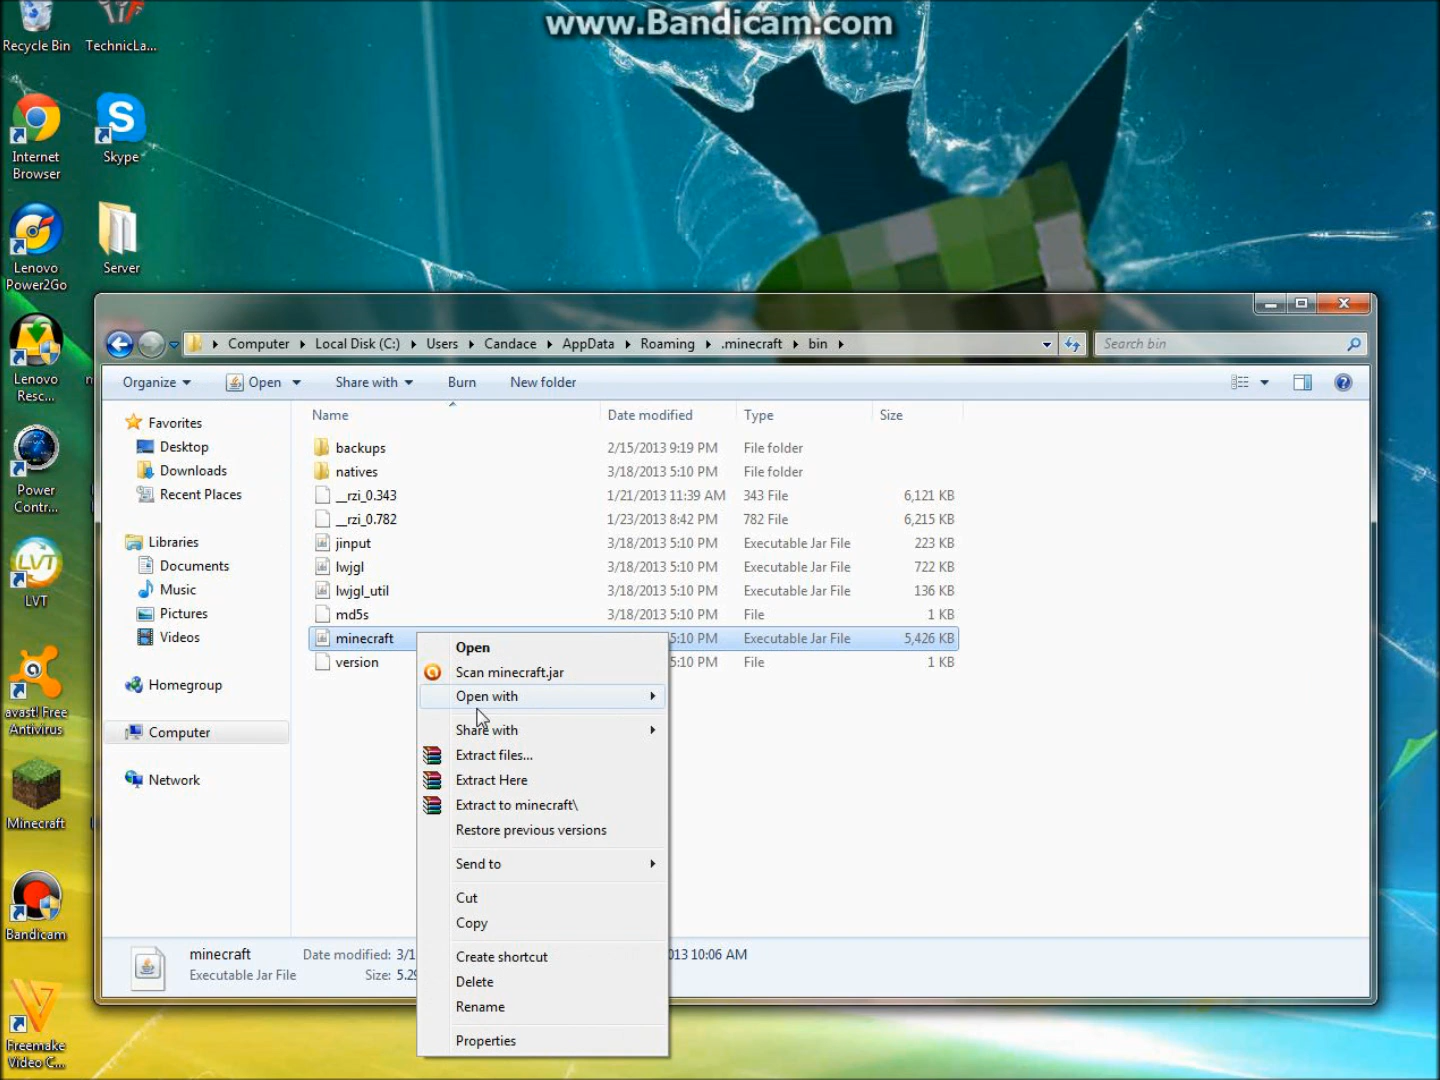 www.Bandicam.com
Recycle Bin
TechnicLa...
Internet
Browser
Skype
Lenovo
Power2Go
Server
Lenovo
Resc...
Power
Contr...
LVT
avast! Free
Antivirus
Minecraft
Bandicam
Freemake
Video C...
Computer
Local Disk (C:)
Users
Candace
AppData
Roaming
.minecraft
bin
Search bin
Organize
Open
Share with
Burn
New folder
Favorites
Desktop
Downloads
Recent Places
Libraries
Documents
Music
Pictures
Videos
Homegroup
Computer
Network
Name Date modified Type Size
backups 2/15/2013 9:19 PM File folder
natives 3/18/2013 5:10 PM File folder
__rzi_0.343 1/21/2013 11:39 AM 343 File 6,121 KB
__rzi_0.782 1/23/2013 8:42 PM 782 File 6,215 KB
jinput 3/18/2013 5:10 PM Executable Jar File 223 KB
lwjgl 3/18/2013 5:10 PM Executable Jar File 722 KB
lwjgl_util 3/18/2013 5:10 PM Executable Jar File 136 KB
md5s 3/18/2013 5:10 PM File 1 KB
minecraft 5:10 PM Executable Jar File 5,426 KB
version 5:10 PM File 1 KB
Open
Scan minecraft.jar
Open with
Share with
Extract files...
Extract Here
Extract to minecraft\
Restore previous versions
Send to
Cut
Copy
Create shortcut
Delete
Rename
Properties
minecraft Date modified: 3/1 013 10:06 AM
Executable Jar File Size: 5.29